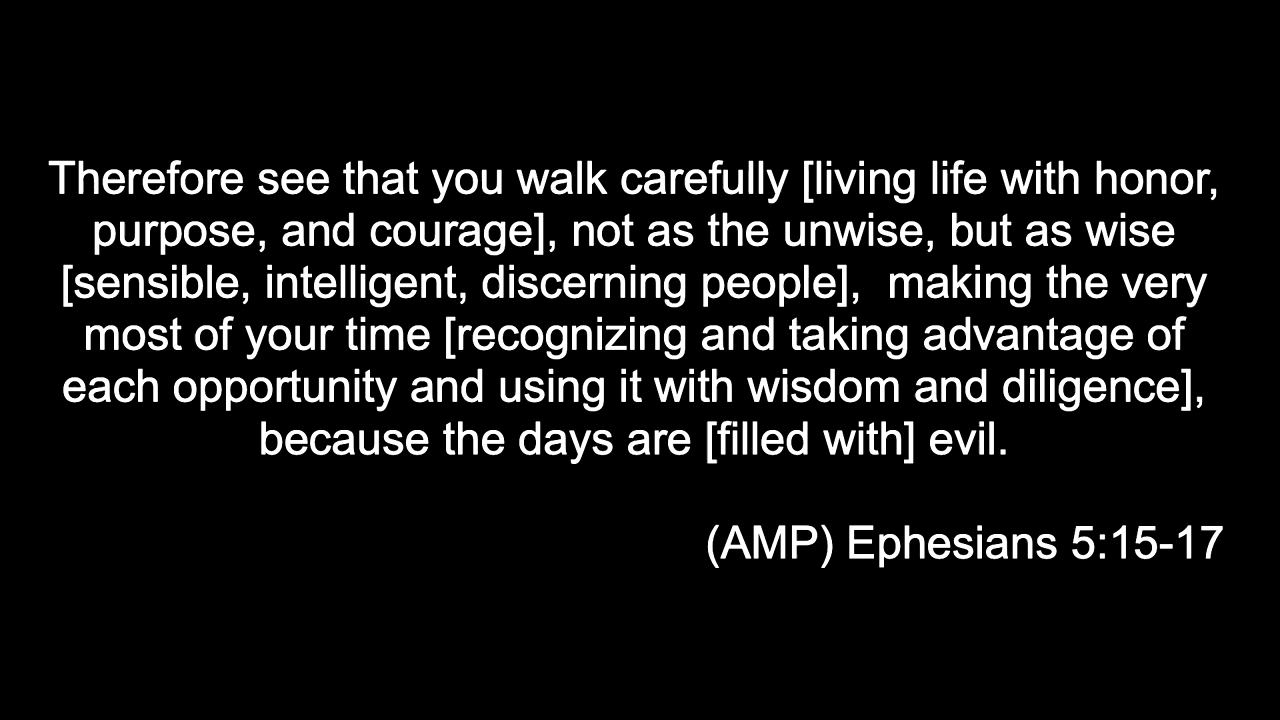 Therefore see that you walk carefully [living life with honor,
purpose, and courage], not as the unwise, but as wise
[sensible, intelligent, discerning people],  making the very
most of your time [recognizing and taking advantage of
each opportunity and using it with wisdom and diligence],
because the days are [filled with] evil.
(AMP) Ephesians 5:15-17